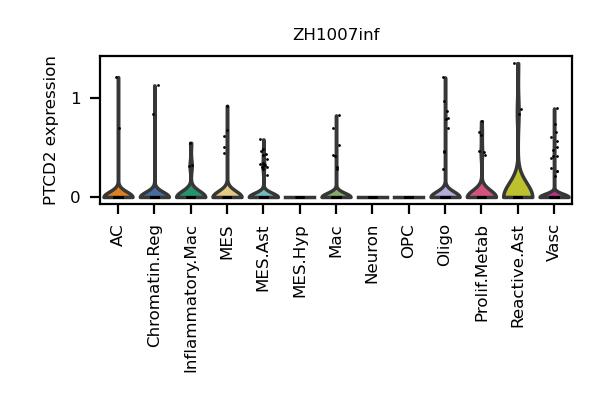 ZH1007inf
PTCD2 expression
1
0
AC
Chromatin.Reg
Inflammatory.Mac
MES
MES.Ast
MES.Hyp
Mac
Neuron
OPC
Oligo
Prolif.Metab
Reactive.Ast
Vasc